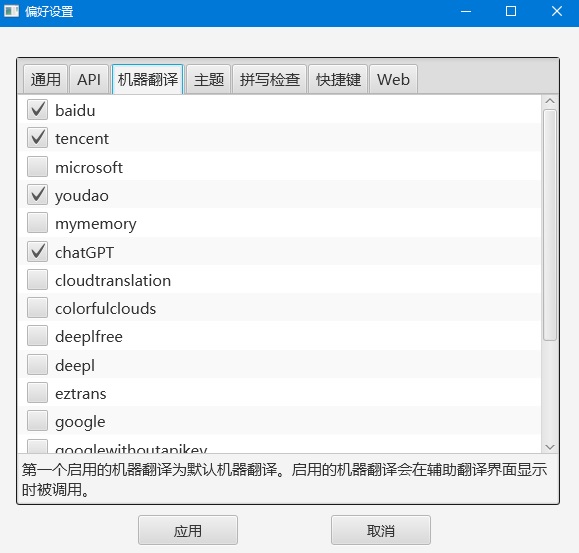 偏好设置
通用 API 机器翻译 主题 拼写检查 快捷键 Web
baidu
tencent
microsoft
youdao
mymemory
chatGPT
cloudtranslation
colorfulclouds
deeplfree
deepl
eztrans
google
googlewithoutapikey
第一个启用的机器翻译为默认机器翻译。启用的机器翻译会在辅助翻译界面显示
时被调用。
应用 取消